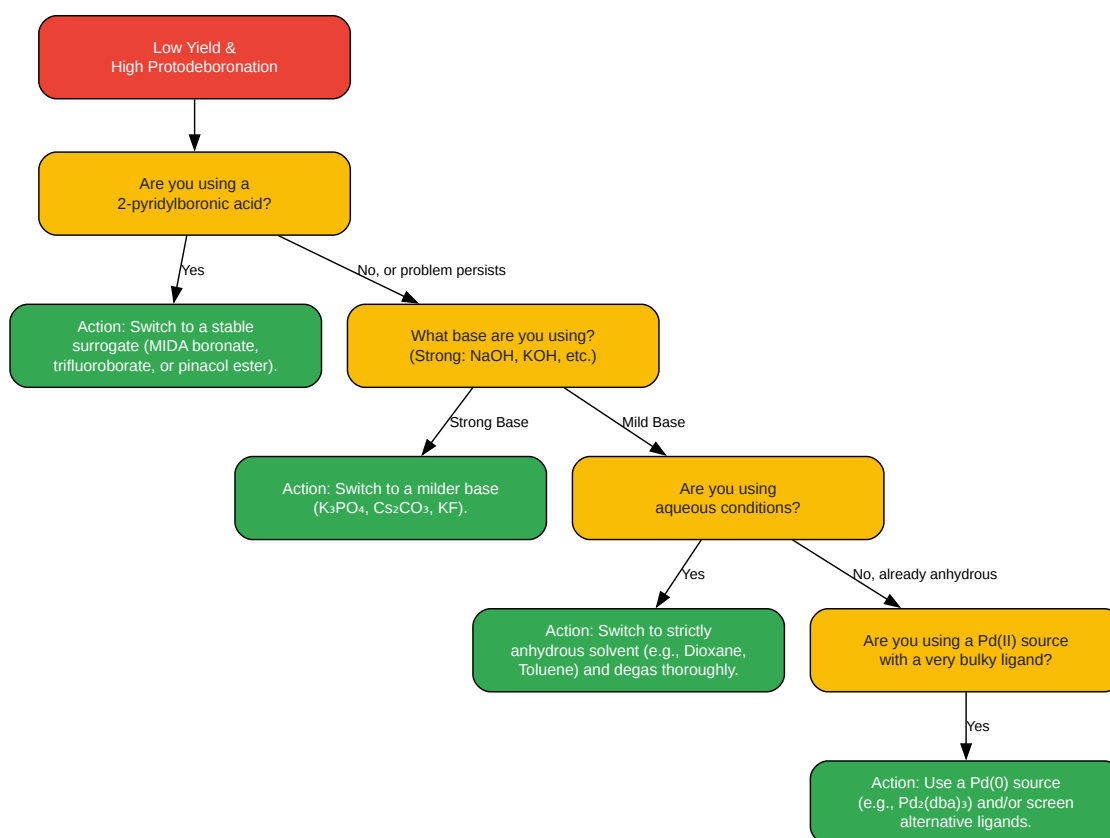 Low Yield &
High Protodeboronation
Are you using a
2-pyridylboronic acid?
Yes
No, or problem persists
Action: Switch to a stable
surrogate (MIDA boronate,
trifluoroborate, or pinacol ester).
What base are you using?
(Strong: NaOH, KOH, etc.)
Strong Base
Mild Base
Action: Switch to a milder base
(K₃PO₄, Cs₂CO₃, KF).
Are you using
aqueous conditions?
Yes
No, already anhydrous
Action: Switch to strictly
anhydrous solvent (e.g., Dioxane,
Toluene) and degas thoroughly.
Are you using a Pd(II) source
with a very bulky ligand?
Yes
Action: Use a Pd(0) source
(e.g., Pd₂(dba)₃) and/or screen
alternative ligands.